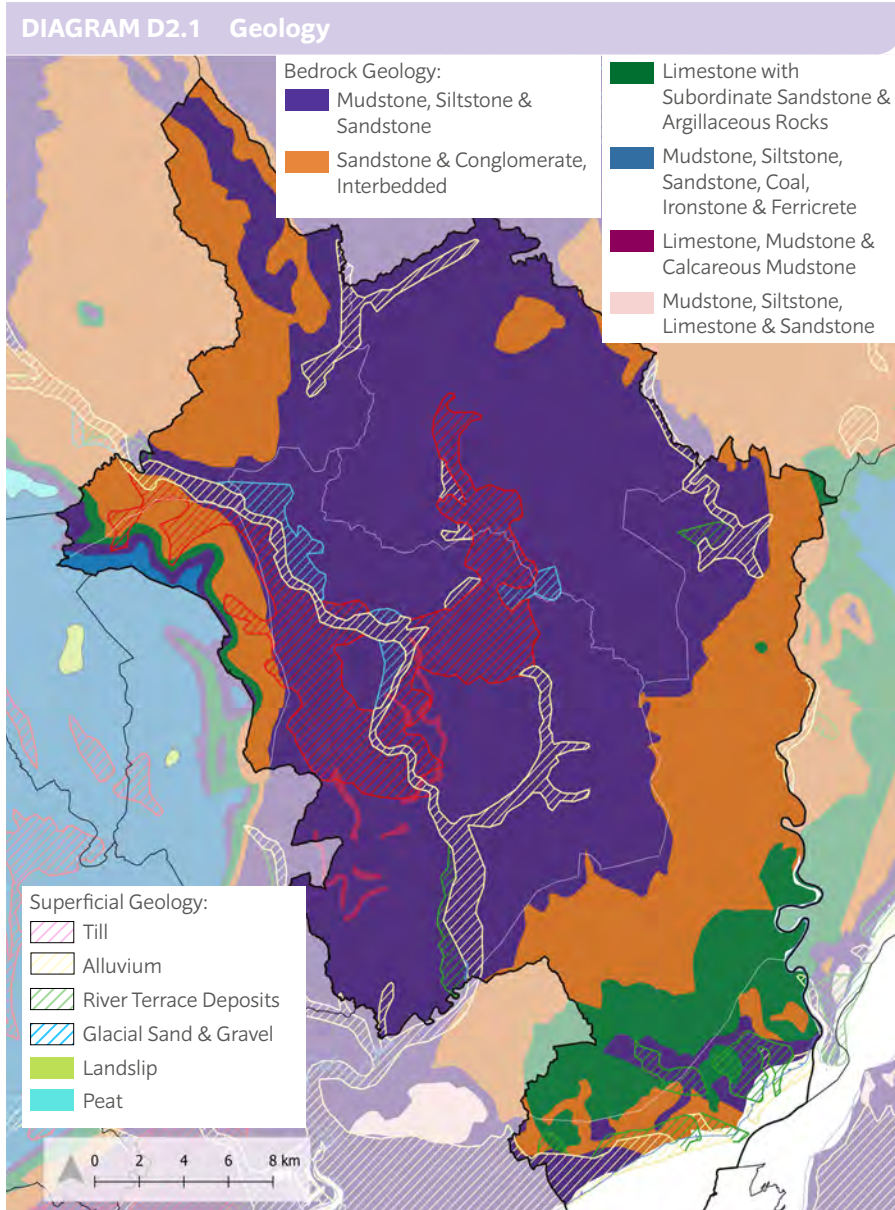 DIAGRAM D2.1 Geology
Bedrock Geology:
Mudstone, Siltstone &
Sandstone
Sandstone & Conglomerate,
Interbedded
Limestone with
Subordinate Sandstone &
Argillaceous Rocks
Mudstone, Siltstone,
Sandstone, Coal,
Ironstone & Ferricrete
Limestone, Mudstone &
Calcareous Mudstone
Mudstone, Siltstone,
Limestone & Sandstone
Superficial Geology:
Till
Alluvium
River Terrace Deposits
Glacial Sand & Gravel
Landslip
Peat
0 2 4 6 8 km